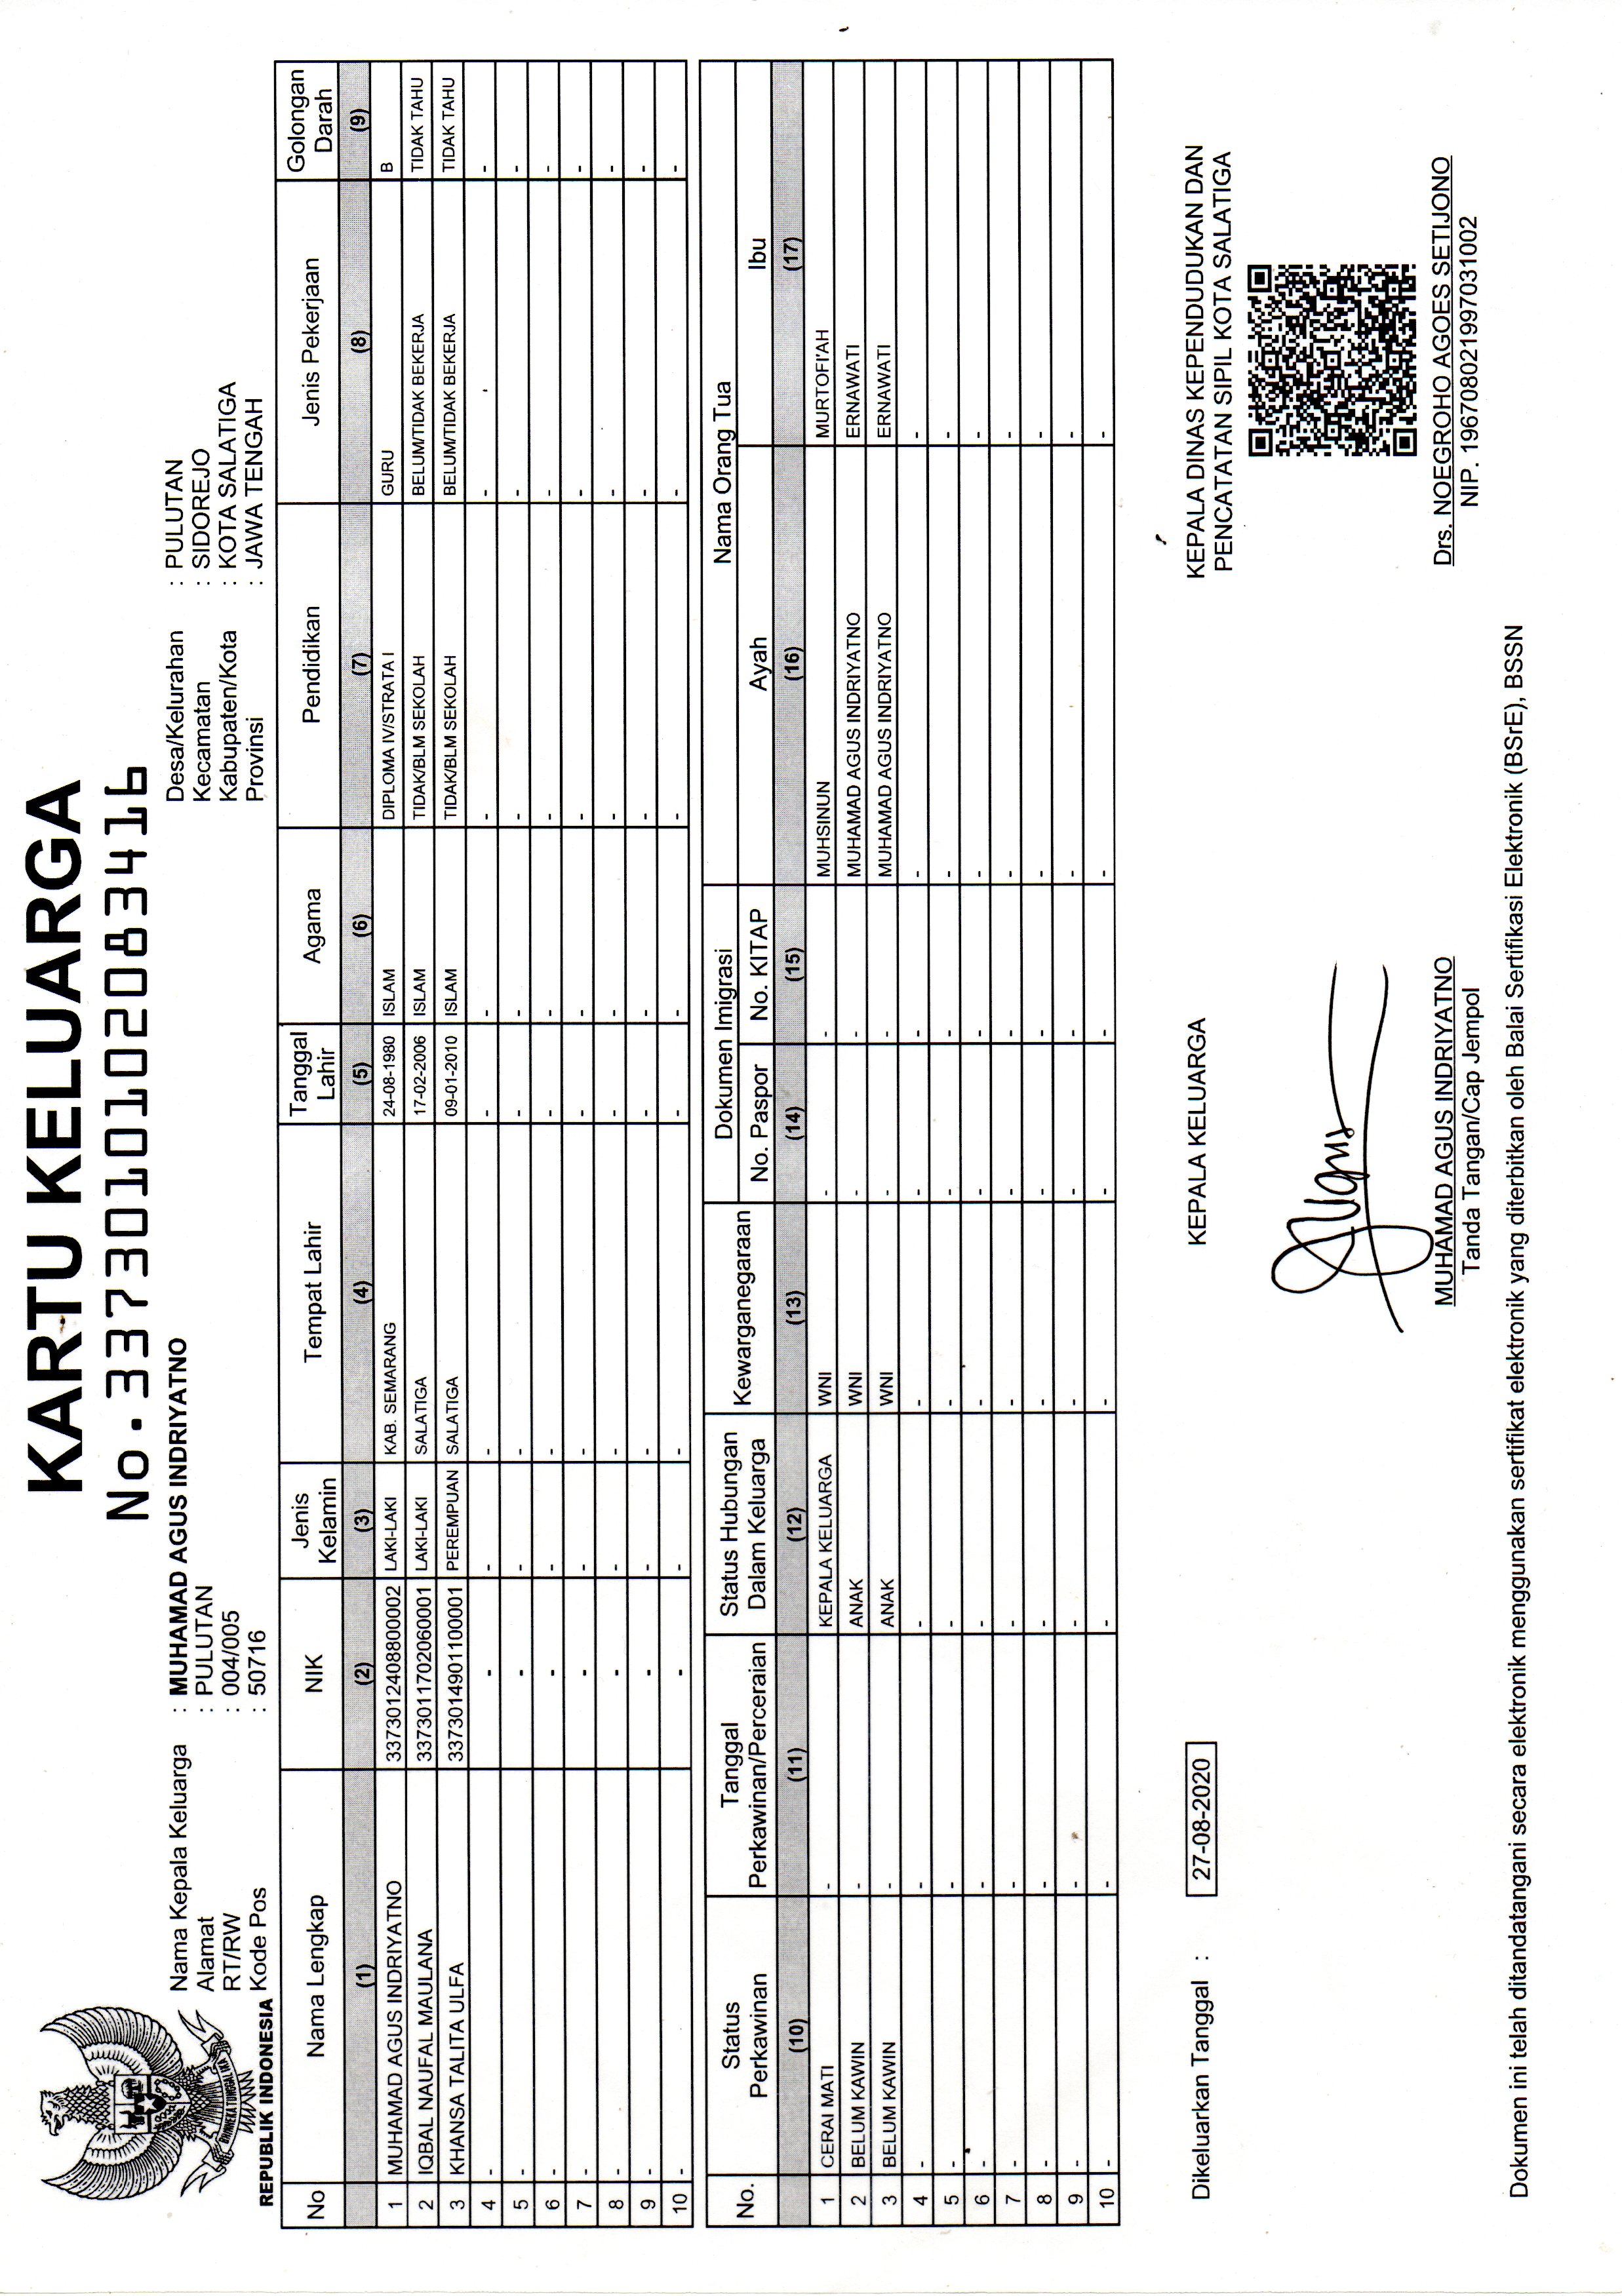 KARTU KELUARGA
No. 3373010102083416
REPUBLIK INDONESIA
BHINNEKA TUNGGAL IKA
Nama Kepala Keluarga : MUHAMAD AGUS INDRIYATNO
Alamat : PULUTAN
RT/RW : 004/005
Kode Pos : 50716
Desa/Kelurahan : PULUTAN
Kecamatan : SIDOREJO
Kabupaten/Kota : KOTA SALATIGA
Provinsi : JAWA TENGAH
No Nama Lengkap NIK Jenis Kelamin Tempat Lahir Tanggal Lahir Agama Pendidikan Jenis Pekerjaan Golongan Darah
(1) (2) (3) (4) (5) (6) (7) (8) (9)
1 MUHAMAD AGUS INDRIYATNO 3373012408800002 LAKI-LAKI KAB. SEMARANG 24-08-1980 ISLAM DIPLOMA IV/STRATA I GURU B
2 IQBAL NAUFAL MAULANA 3373011702060001 LAKI-LAKI SALATIGA 17-02-2006 ISLAM TIDAK/BLM SEKOLAH BELUM/TIDAK BEKERJA TIDAK TAHU
3 KHANSA TALITA ULFA 3373014901100001 PEREMPUAN SALATIGA 09-01-2010 ISLAM TIDAK/BLM SEKOLAH BELUM/TIDAK BEKERJA TIDAK TAHU
4 - - - - - - - - -
5 - - - - - - - - -
6 - - - - - - - - -
7 - - - - - - - - -
8 - - - - - - - - -
9 - - - - - - - - -
10 - - - - - - - - -
No. Status Perkawinan Tanggal Perkawinan/Perceraian Status Hubungan Dalam Keluarga Kewarganegaraan Dokumen Imigrasi Nama Orang Tua
No. Paspor No. KITAP Ayah Ibu
(10) (11) (12) (13) (14) (15) (16) (17)
1 CERAI MATI - KEPALA KELUARGA WNI - - MUHSINUN MURTOFI'AH
2 BELUM KAWIN - ANAK WNI - - MUHAMAD AGUS INDRIYATNO ERNAWATI
3 BELUM KAWIN - ANAK WNI - - MUHAMAD AGUS INDRIYATNO ERNAWATI
4 - - - - - - - -
5 - - - - - - - -
6 - - - - - - - -
7 - - - - - - - -
8 - - - - - - - -
9 - - - - - - - -
10 - - - - - - - -
Dikeluarkan Tanggal : 27-08-2020
KEPALA KELUARGA
Agus
MUHAMAD AGUS INDRIYATNO
Tanda Tangan/Cap Jempol
KEPALA DINAS KEPENDUDUKAN DAN
PENCATATAN SIPIL KOTA SALATIGA
Drs. NOEGROHO AGOES SETIJONO
NIP. 196708021997031002
Dokumen ini telah ditandatangani secara elektronik menggunakan sertifikat elektronik yang diterbitkan oleh Balai Sertifikasi Elektronik (BSrE), BSSN